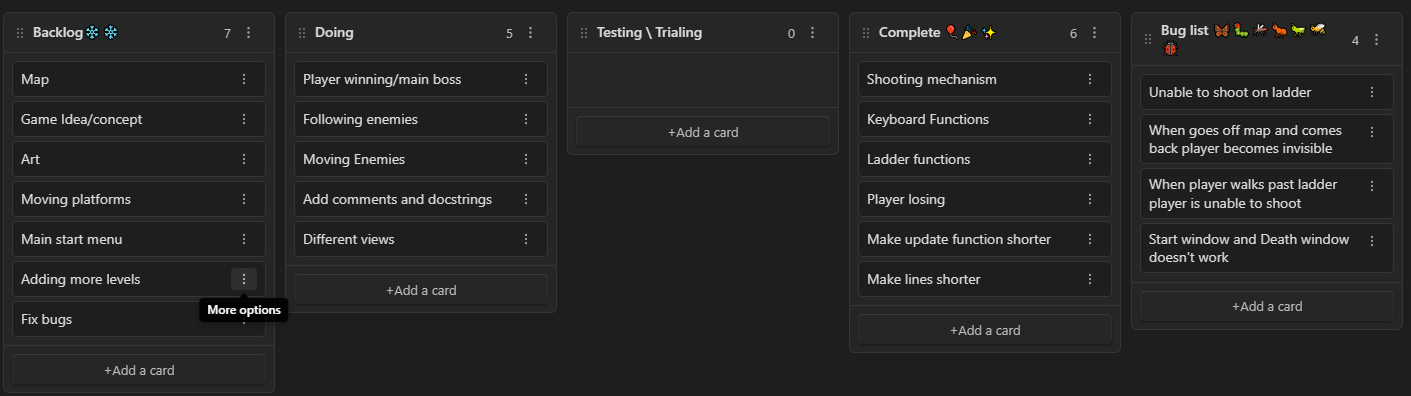 Backlog❄️ ❄️ 7
Map
Game Idea/concept
Art
Moving platforms
Main start menu
Adding more levels
More options
Fix bugs
+Add a card
Doing 5
Player winning/main boss
Following enemies
Moving Enemies
Add comments and docstrings
Different views
+Add a card
Testing \ Trialing 0
+Add a card
Complete 🎈 🎉 ✨ 6
Shooting mechanism
Keyboard Functions
Ladder functions
Player losing
Make update function shorter
Make lines shorter
+Add a card
Bug list 🦋 🐛 🦟 🐜 🦗 🐝
🐞 4
Unable to shoot on ladder
When goes off map and comes
back player becomes invisible
When player walks past ladder
player is unable to shoot
Start window and Death window
doesn't work
+Add a card